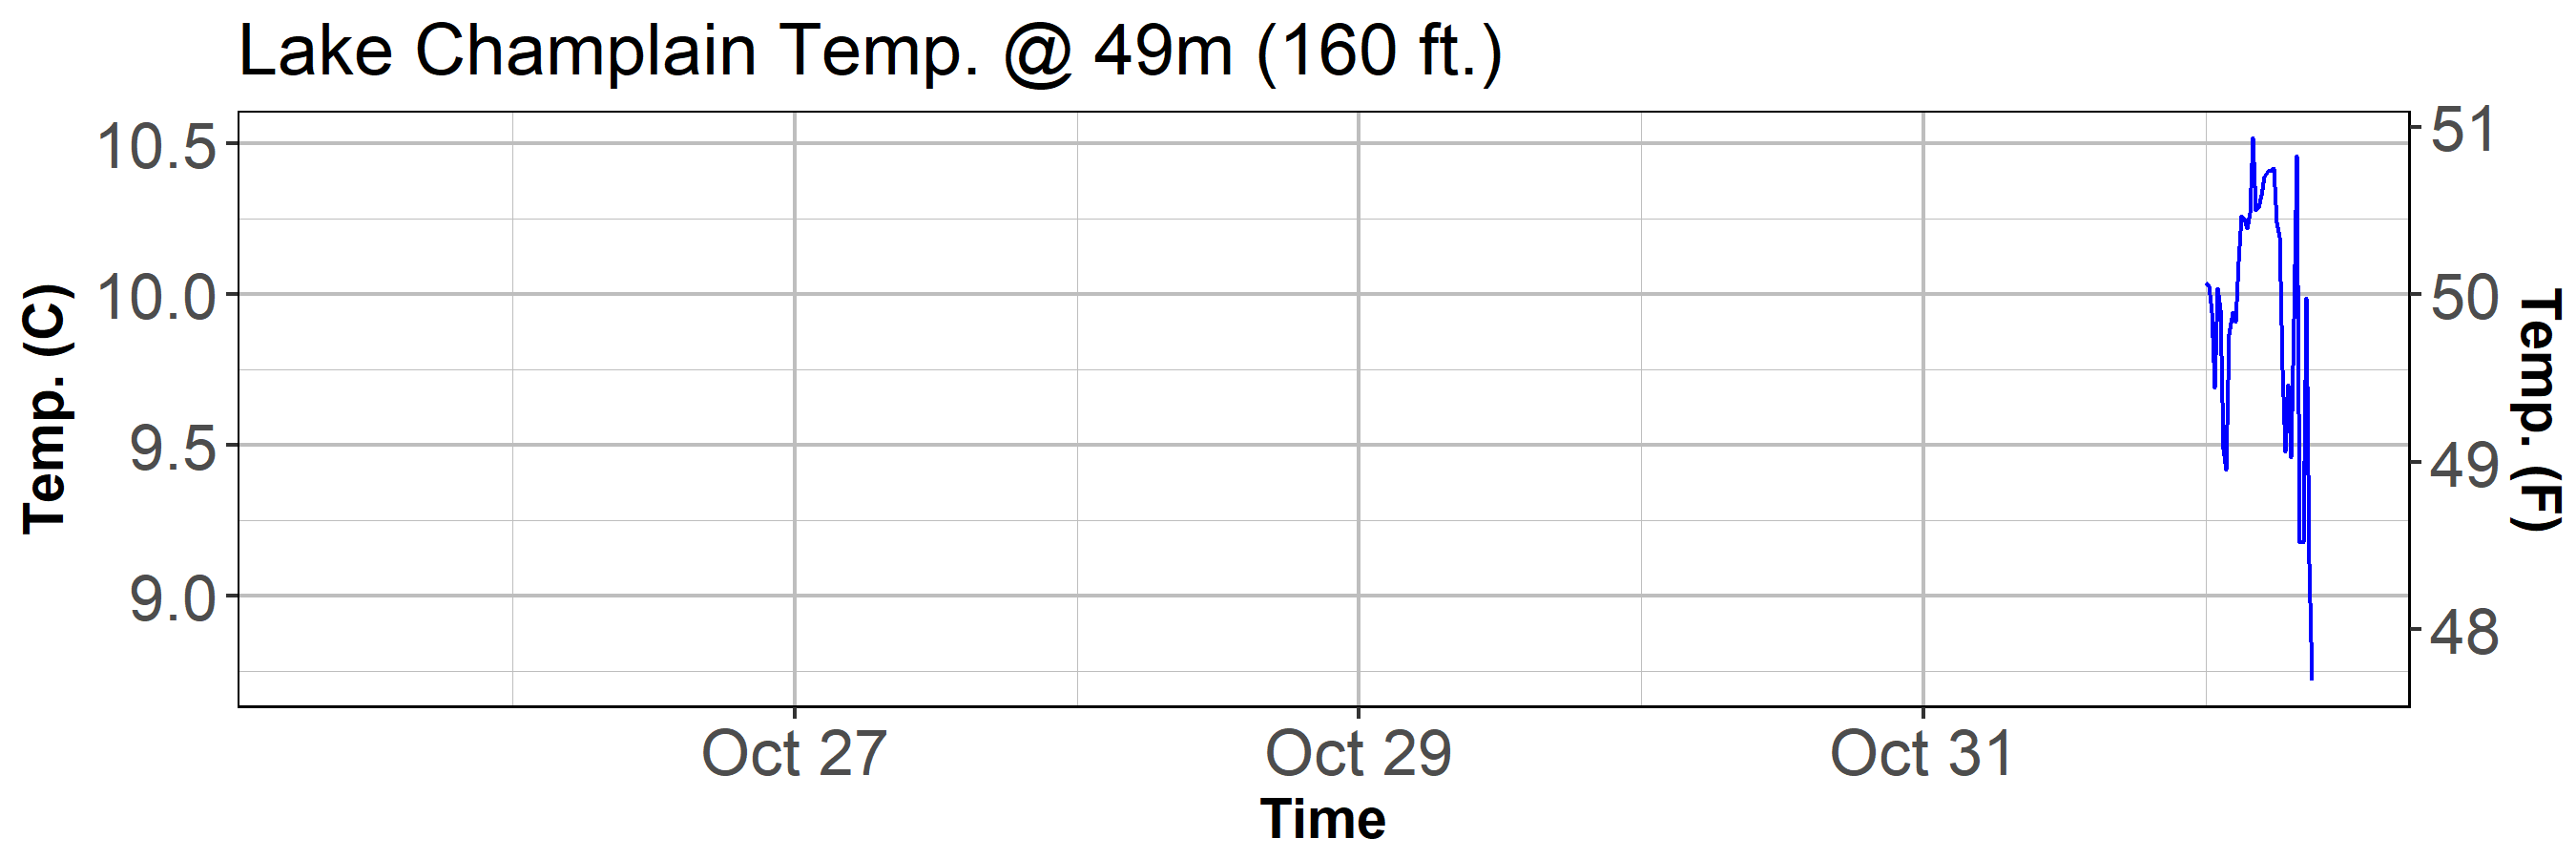 Lake Champlain Temp. @ 49m (160 ft.)
10.5
10.0
9.5
9.0
Temp. (C)
51
50
49
48
Temp. (F)
Oct 27
Oct 29
Oct 31
Time